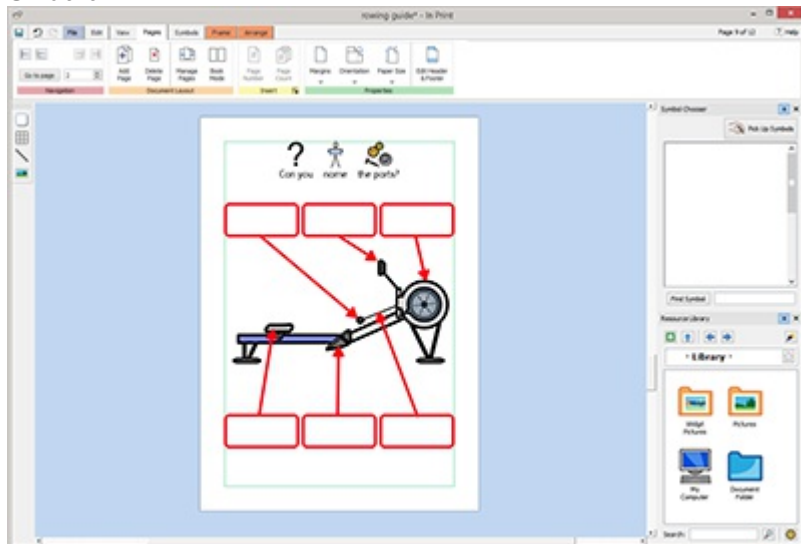 rowing guide* - In Print
File Edit View Pages Symbols Frame Arrange
Page 9 of 12 Help
Go to page 2
Add Page
Delete Page
Manage Pages
Book Mode
Page Number
Page Count
Margins
Orientation
Paper Size
Edit Header & Footer
Navigation
Document Layout
Insert
Properties
Can you name the parts?
Symbol Chooser
Pick Up Symbols
Find Symbol
Resource Library
Library
Widgit Pictures
Pictures
My Computer
Document Folder
Search: